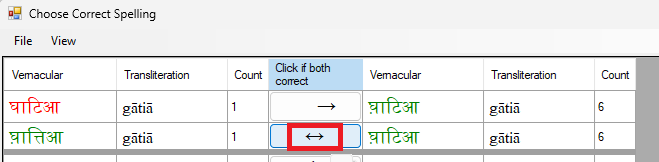 Choose Correct Spelling
File View
Vernacular Transliteration Count Click if both correct Vernacular Transliteration Count
घाटिआ gātiā 1 → घ़ाटिआ gātiā 6
घ़ात्तिआ gātiā 1 ↔ घ़ाटिआ gātiā 6